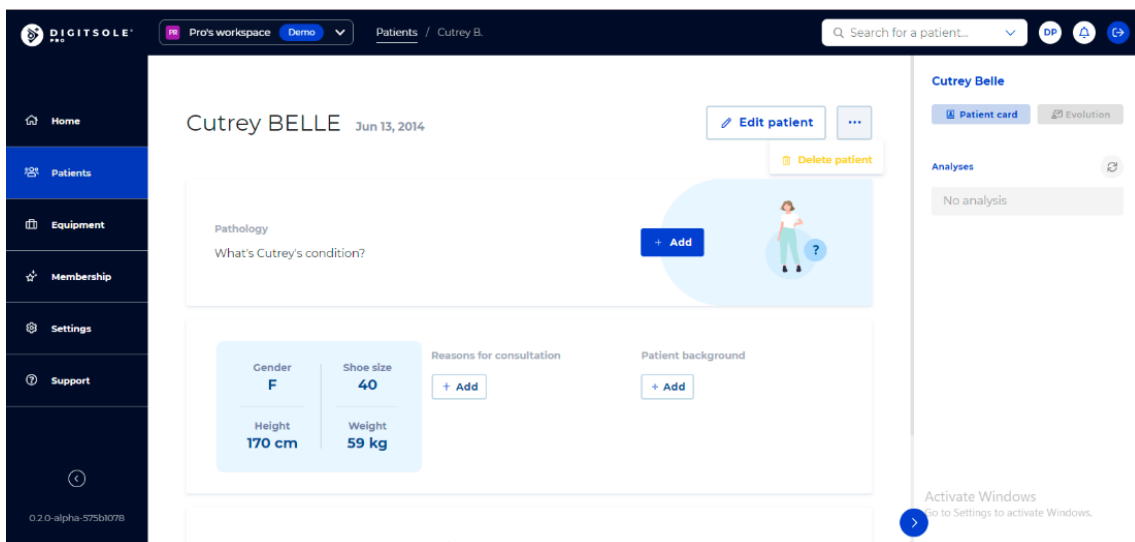 DIGITSOLE
PRO
PR Pro's workspace Demo
Patients / Cutrey B.
Search for a patient...
DP
Home
Patients
Equipment
Membership
Settings
Support
0.2.0-alpha-575b1078
Cutrey BELLE Jun 13, 2014
Edit patient
...
Delete patient
Pathology
What's Cutrey's condition?
+ Add
?
Gender
F
Shoe size
40
Height
170 cm
Weight
59 kg
Reasons for consultation
+ Add
Patient background
+ Add
Cutrey Belle
Patient card
Evolution
Analyses
No analysis
Activate Windows
Go to Settings to activate Windows.